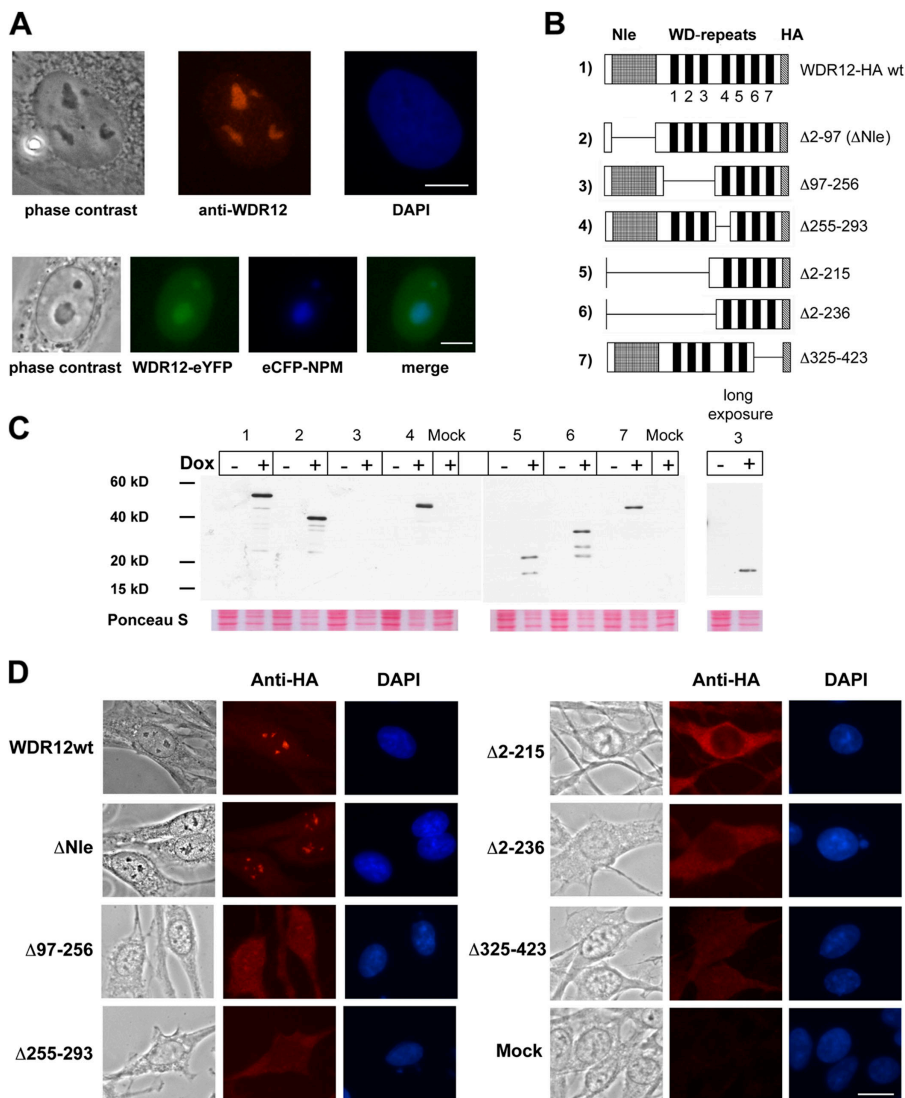 A
phase contrast anti-WDR12 DAPI
phase contrast WDR12-eYFP eCFP-NPM merge
B
Nle WD-repeats HA
1) WDR12-HA wt
1 2 3 4 5 6 7
2) Δ2-97 (ΔNle)
3) Δ97-256
4) Δ255-293
5) Δ2-215
6) Δ2-236
7) Δ325-423
C
long
exposure
1 2 3 4 Mock 5 6 7 Mock 3
Dox - + - + - + - + + - + - + - + + - +
60 kD
40 kD
20 kD
15 kD
Ponceau S
D
Anti-HA DAPI
WDR12wt
ΔNle
Δ97-256
Δ255-293
Anti-HA DAPI
Δ2-215
Δ2-236
Δ325-423
Mock